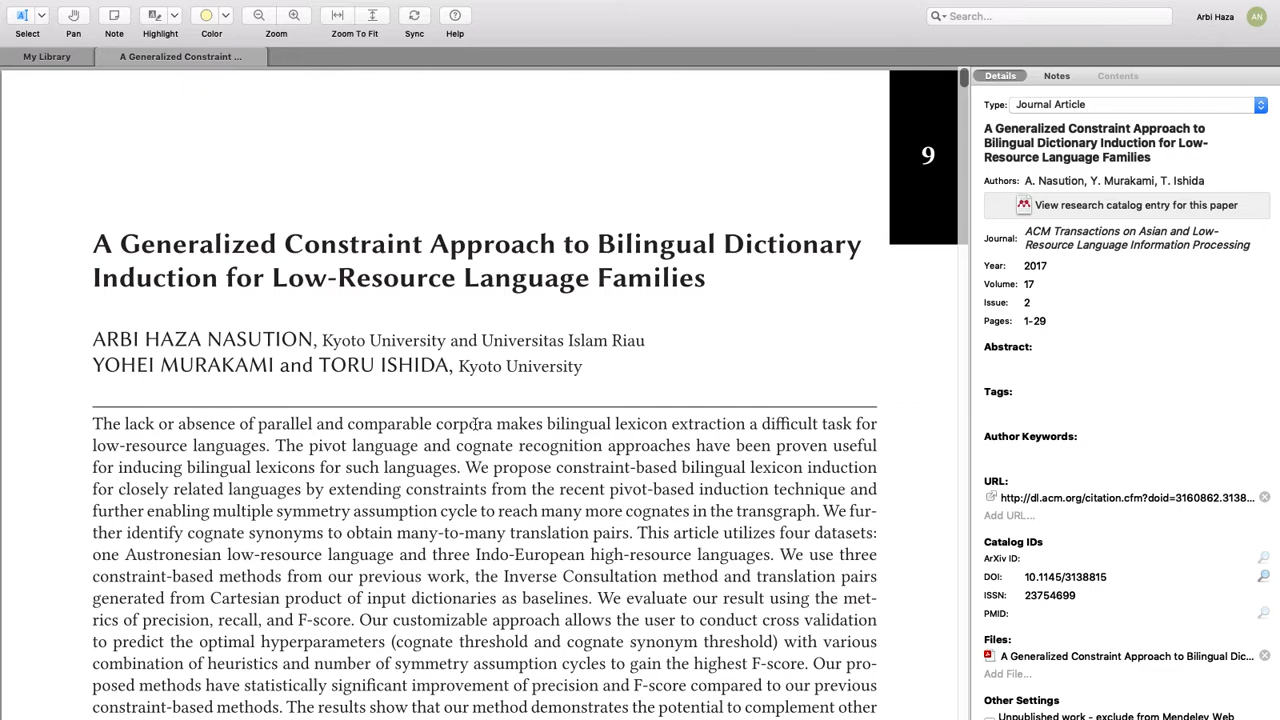 Search...
Arbi Haza
AN
Select
Pan
Note
Highlight
Color
Zoom
Zoom To Fit
Sync
Help
My Library
A Generalized Constraint ...
9
A Generalized Constraint Approach to Bilingual Dictionary
Induction for Low-Resource Language Families
ARBI HAZA NASUTION, Kyoto University and Universitas Islam Riau
YOHEI MURAKAMI and TORU ISHIDA, Kyoto University
The lack or absence of parallel and comparable corpora makes bilingual lexicon extraction a difficult task for
low-resource languages. The pivot language and cognate recognition approaches have been proven useful
for inducing bilingual lexicons for such languages. We propose constraint-based bilingual lexicon induction
for closely related languages by extending constraints from the recent pivot-based induction technique and
further enabling multiple symmetry assumption cycle to reach many more cognates in the transgraph. We fur-
ther identify cognate synonyms to obtain many-to-many translation pairs. This article utilizes four datasets:
one Austronesian low-resource language and three Indo-European high-resource languages. We use three
constraint-based methods from our previous work, the Inverse Consultation method and translation pairs
generated from Cartesian product of input dictionaries as baselines. We evaluate our result using the met-
rics of precision, recall, and F-score. Our customizable approach allows the user to conduct cross validation
to predict the optimal hyperparameters (cognate threshold and cognate synonym threshold) with various
combination of heuristics and number of symmetry assumption cycles to gain the highest F-score. Our pro-
posed methods have statistically significant improvement of precision and F-score compared to our previous
constraint-based methods. The results show that our method demonstrates the potential to complement other
Details
Notes
Contents
Type: Journal Article
A Generalized Constraint Approach to
Bilingual Dictionary Induction for Low-
Resource Language Families
Authors: A. Nasution, Y. Murakami, T. Ishida
View research catalog entry for this paper
Journal: ACM Transactions on Asian and Low-
Resource Language Information Processing
Year: 2017
Volume: 17
Issue: 2
Pages: 1-29
Abstract:
Tags:
Author Keywords:
URL:
http://dl.acm.org/citation.cfm?doid=3160862.3138...
Add URL...
Catalog IDs
ArXiv ID:
DOI: 10.1145/3138815
ISSN: 23754699
PMID:
Files:
A Generalized Constraint Approach to Bilingual Dic...
Add File...
Other Settings
Unpublished work - exclude from Mendeley Web